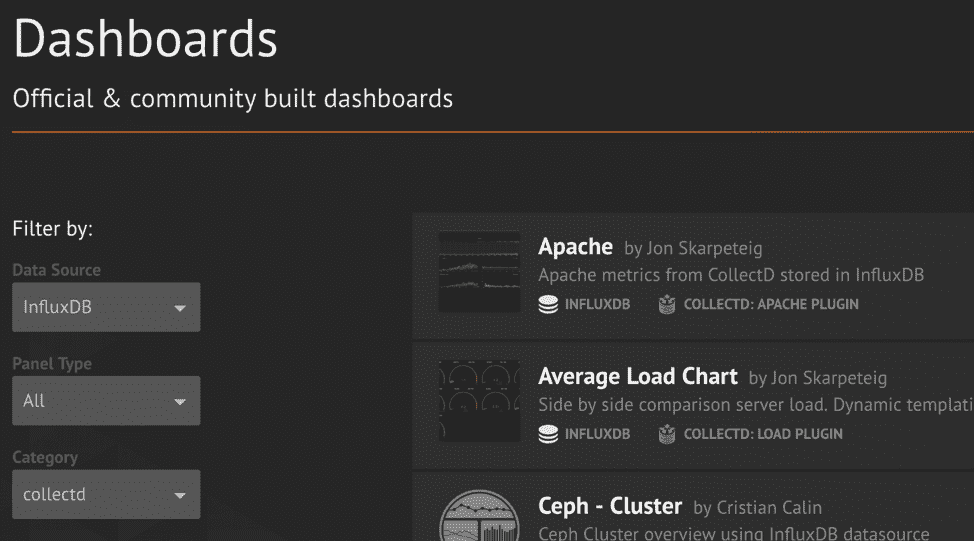 Dashboards
Official & community built dashboards
Filter by:
Data Source
InfluxDB
Panel Type
All
Category
collectd
Apache by Jon Skarpeteig
Apache metrics from CollectD stored in InfluxDB
INFLUXDB COLLECTD: APACHE PLUGIN
Average Load Chart by Jon Skarpeteig
Side by side comparison server load. Dynamic templati
INFLUXDB COLLECTD: LOAD PLUGIN
Ceph - Cluster by Cristian Calin
Ceph Cluster overview using InfluxDB datasource